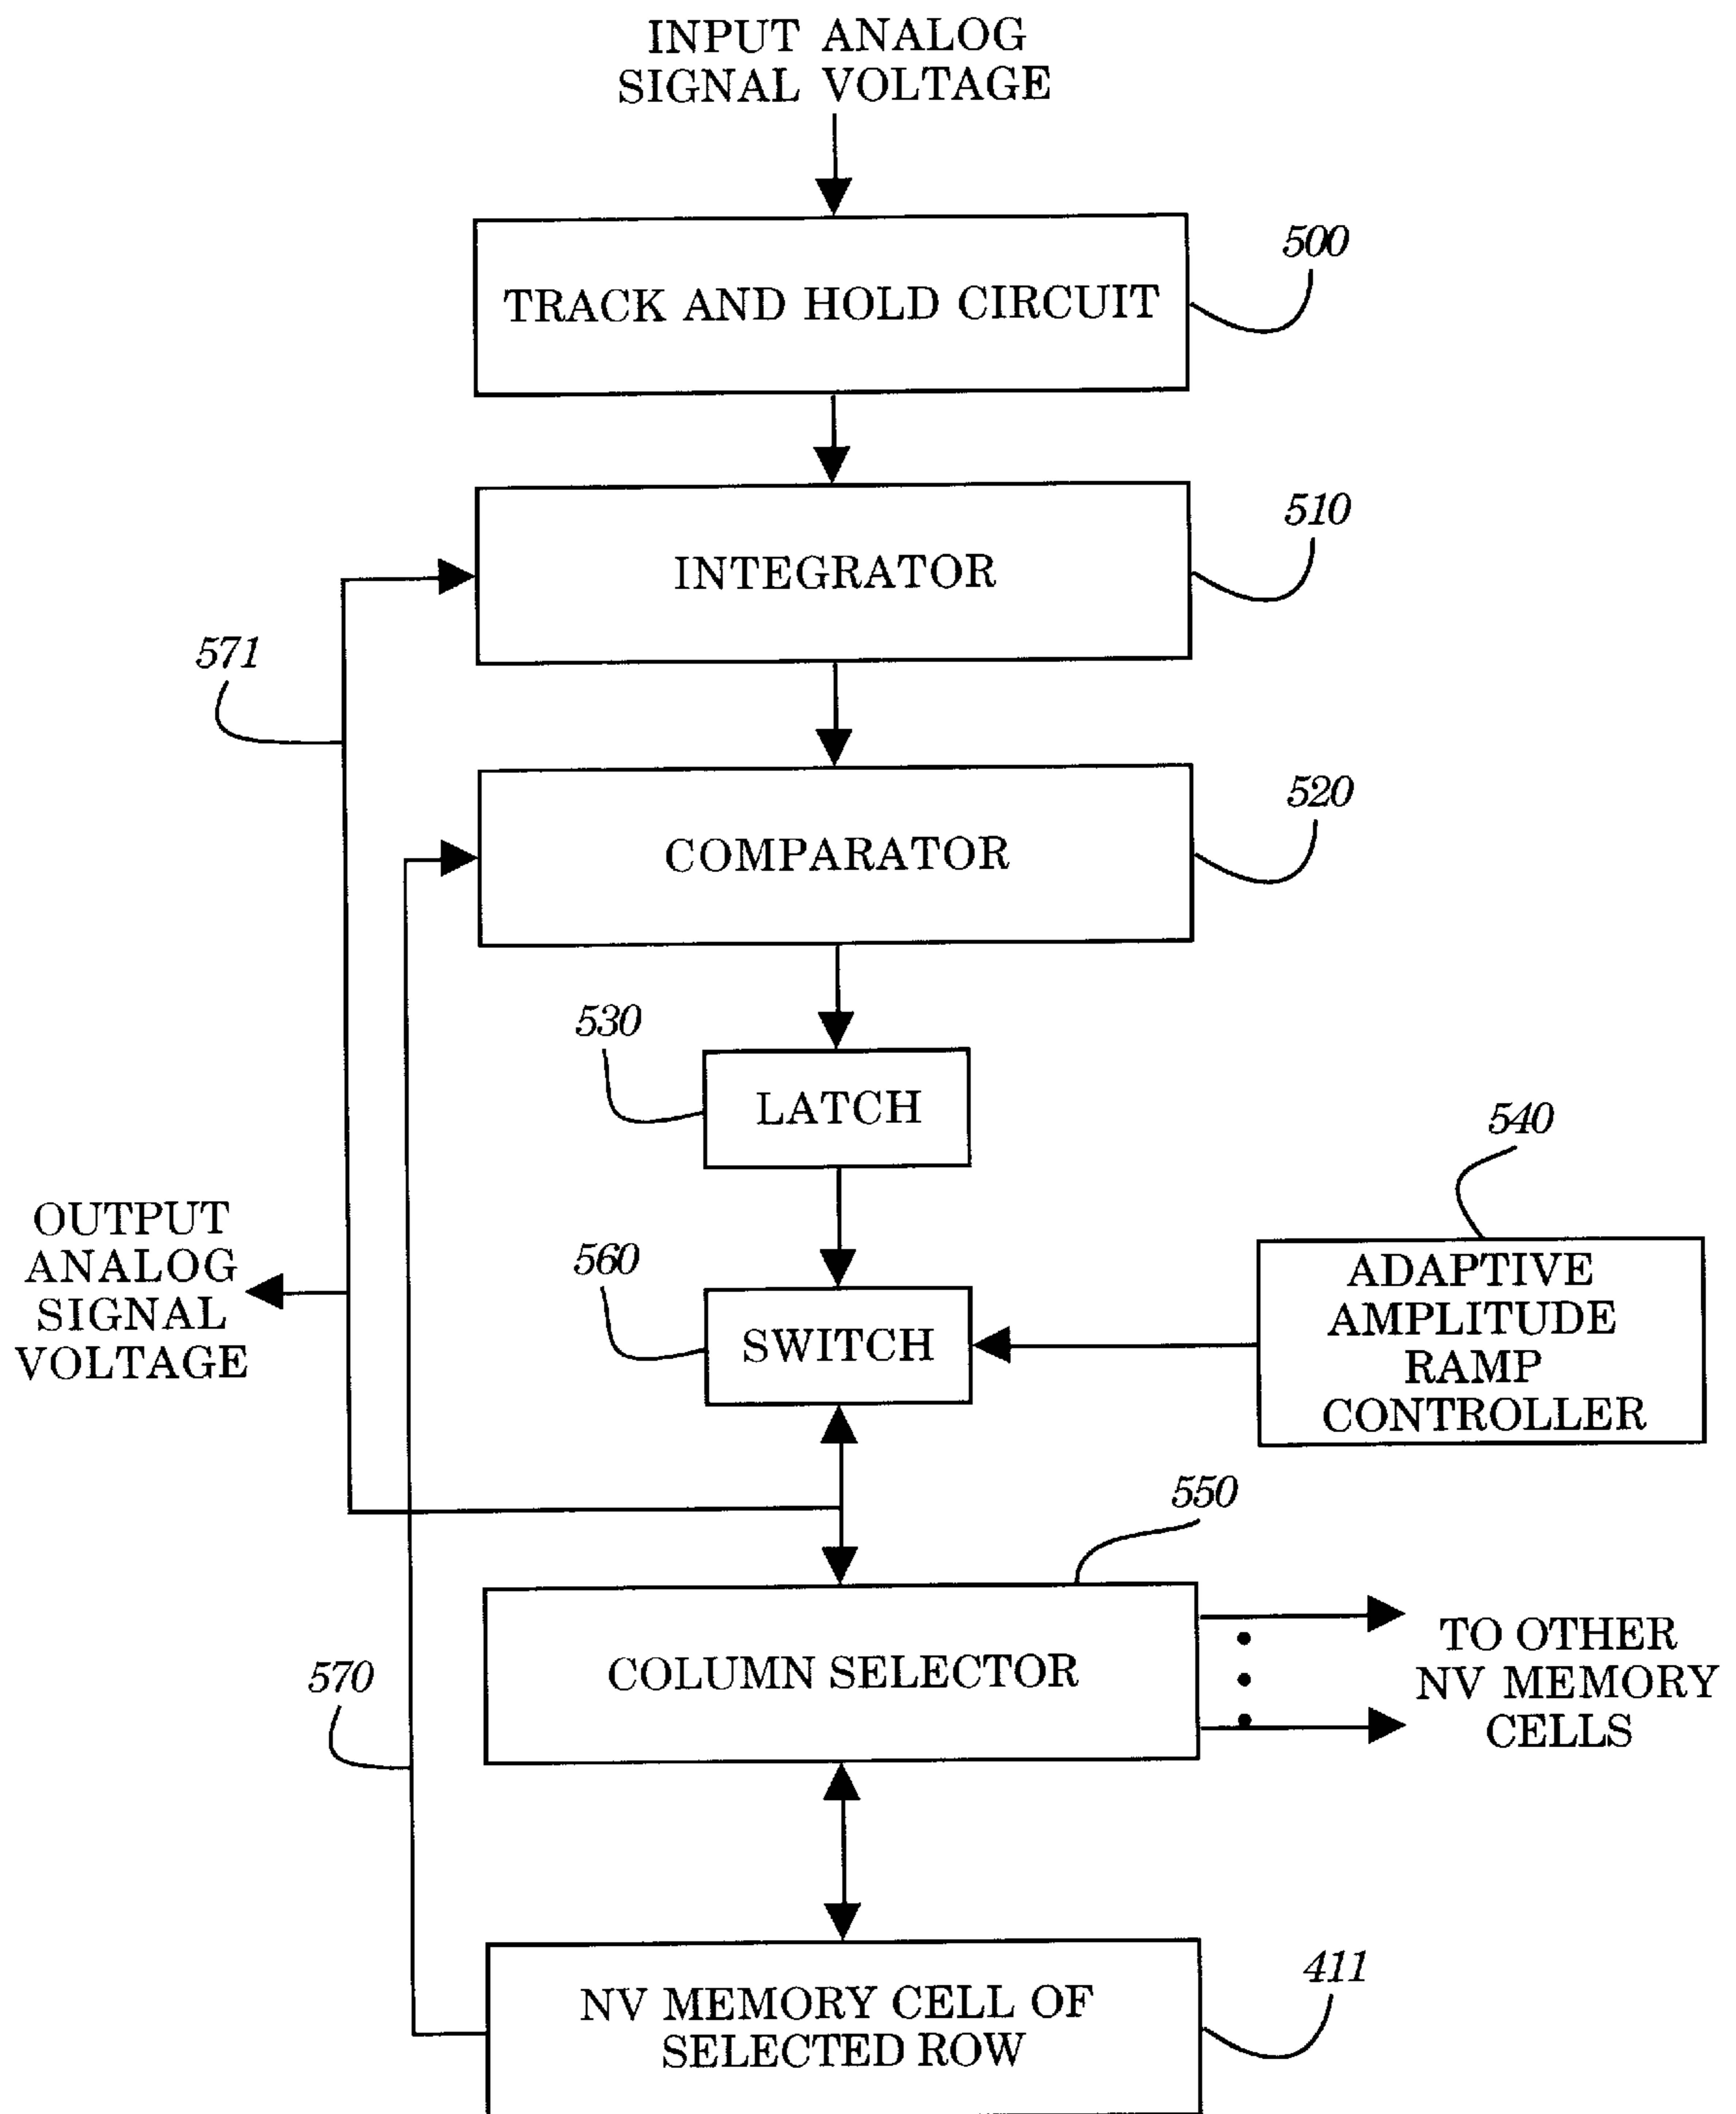 INPUT ANALOG
SIGNAL VOLTAGE
500
TRACK AND HOLD CIRCUIT
510
INTEGRATOR
571
520
COMPARATOR
530
LATCH
540
OUTPUT
ANALOG
SIGNAL
VOLTAGE
560
SWITCH
ADAPTIVE
AMPLITUDE
RAMP
CONTROLLER
550
COLUMN SELECTOR
TO OTHER
NV MEMORY
CELLS
570
411
NV MEMORY CELL OF
SELECTED ROW